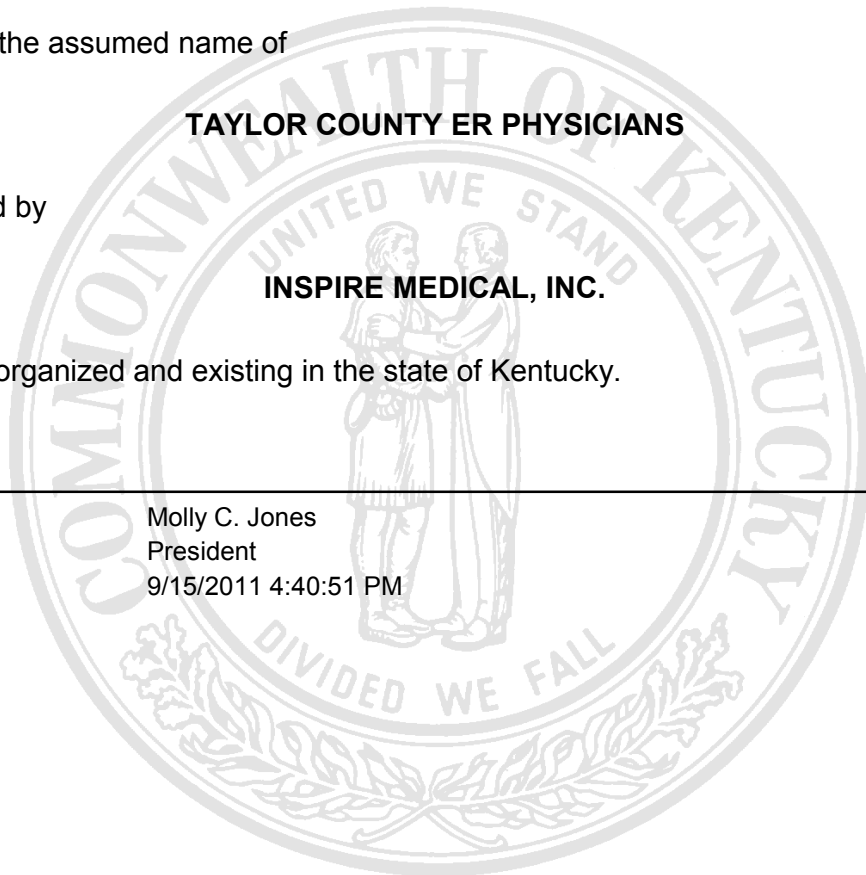 the assumed name of
TAYLOR COUNTY ER PHYSICIANS
d by
INSPIRE MEDICAL, INC.
organized and existing in the state of Kentucky.
Molly C. Jones
President
9/15/2011 4:40:51 PM
COMMONWEALTH OF KENTUCKY
UNITED WE STAND
DIVIDED WE FALL